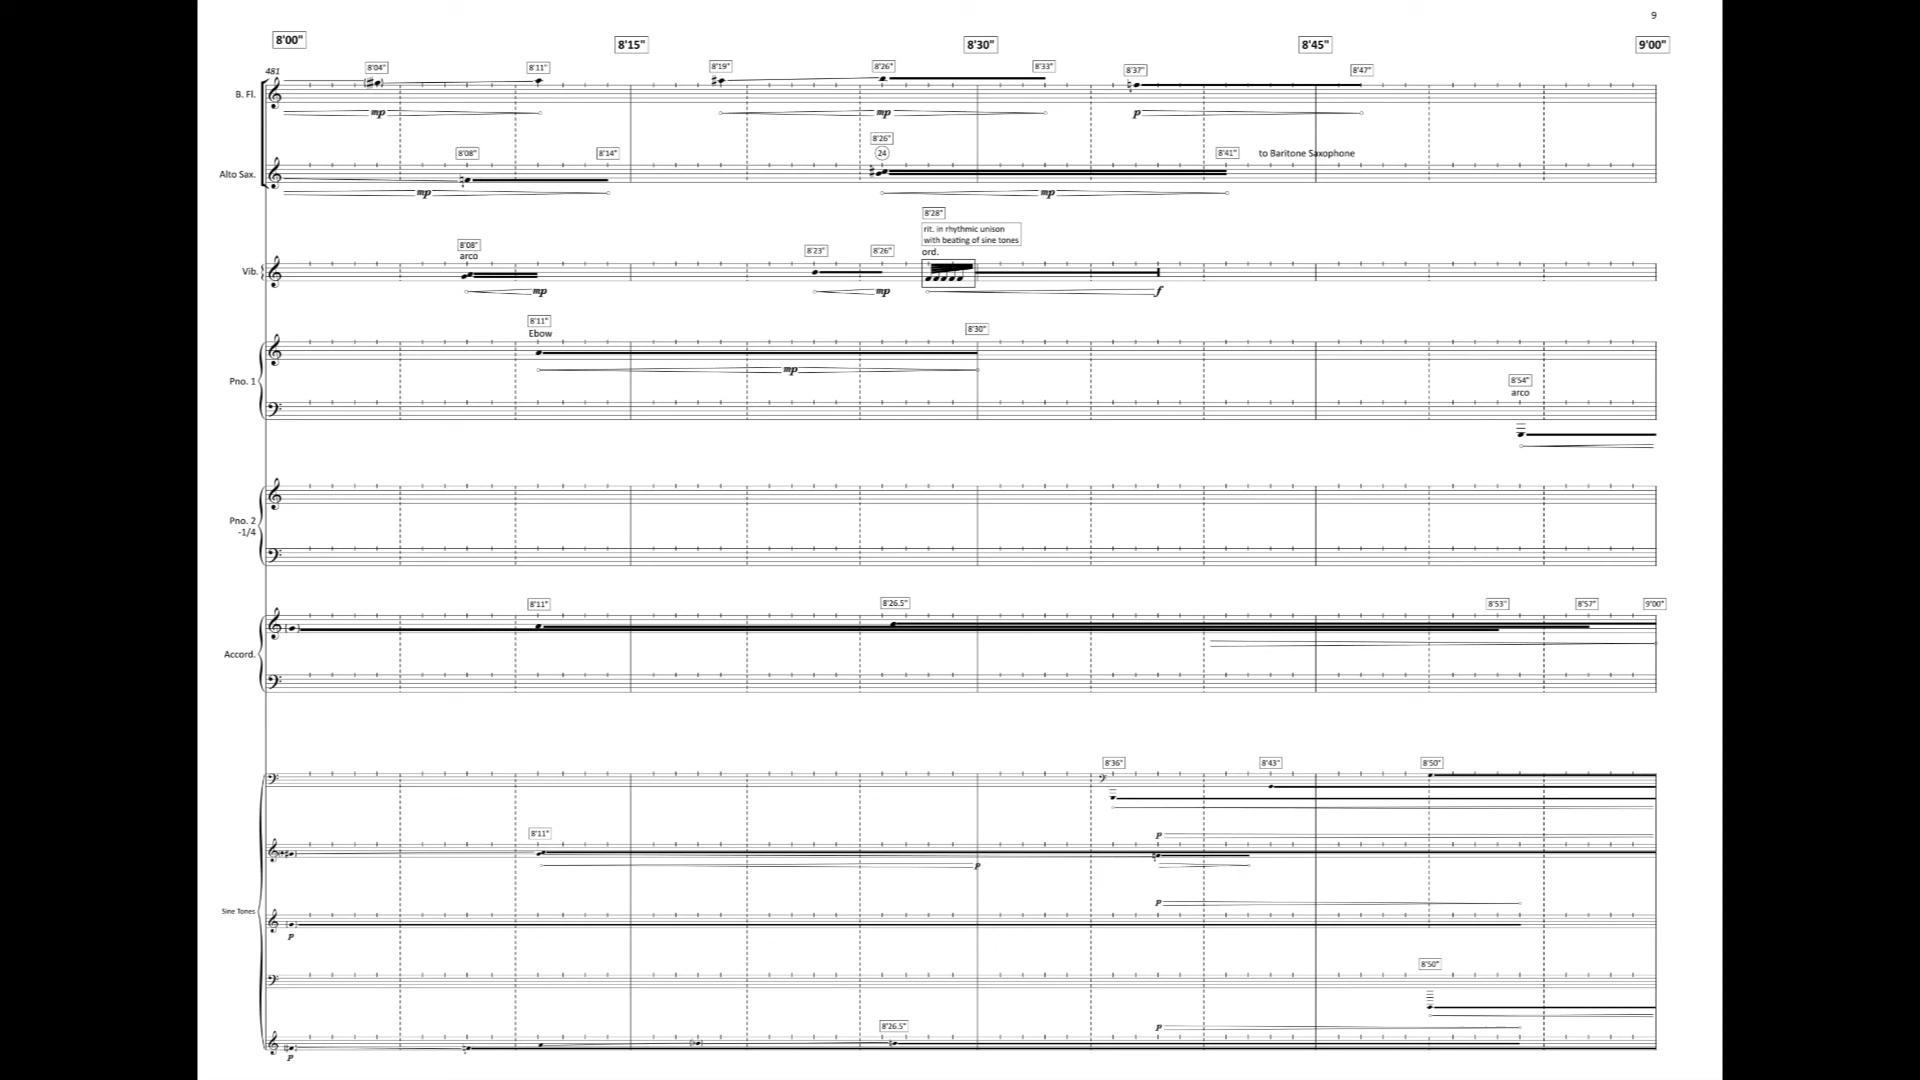 9
8'00" 8'15" 8'30" 8'45" 9'00"
481
8'04" 8'11" 8'19" 8'26" 8'33" 8'37" 8'47"
B. Fl.
mp mp p
8'26"
8'08" 8'14" 24 8'41" to Baritone Saxophone
Alto Sax.
mp mp
8'28"
rit. in rhythmic unison
with beating of sine tones
8'08" 8'23" 8'26" ord.
arco
Vib.
mp mp f
8'11" 8'30"
Ebow
mp
Pno. 1
8'54"
arco
Pno. 2
-1/4
8'11" 8'26.5" 8'53" 8'57" 9'00"
Accord.
8'36" 8'43" 8'50"
8'11" p
p
p
Sine Tones
p
8'50"
8'26.5" p
p